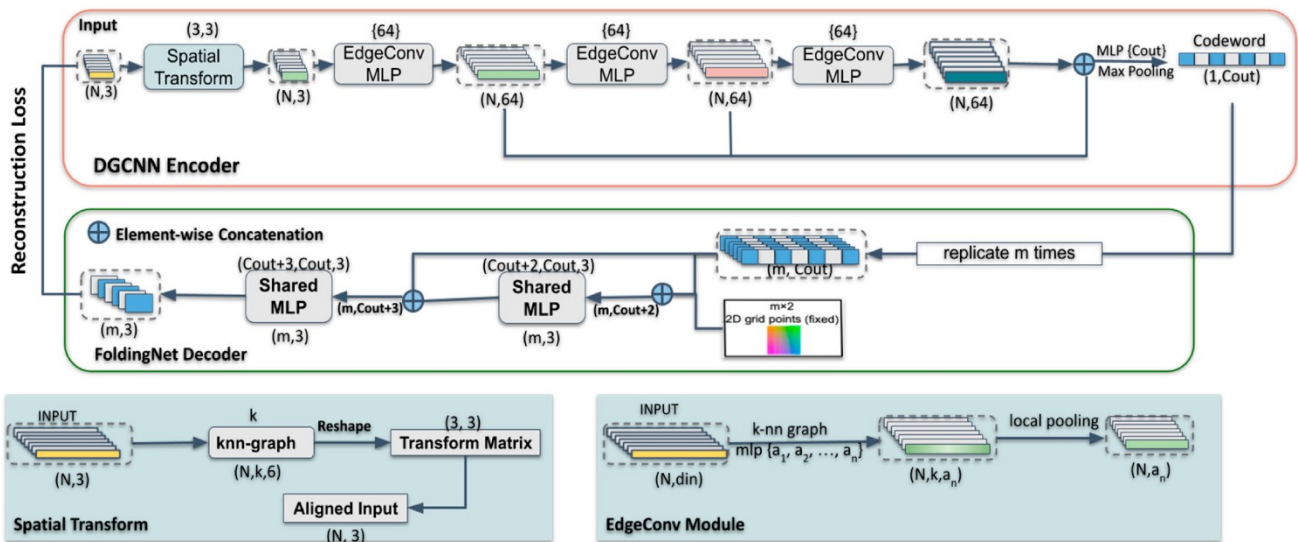 Input
(3,3)
{64}
{64}
{64}
Spatial
Transform
EdgeConv
MLP
EdgeConv
MLP
EdgeConv
MLP
MLP {Cout}
Max Pooling
Codeword
(1,Cout)
(N,3)
(N,3)
(N,64)
(N,64)
(N,64)
DGCNN Encoder
Reconstruction Loss
Element-wise Concatenation
replicate m times
(m, Cout)
(Cout+3,Cout,3)
(Cout+2,Cout,3)
Shared
MLP
Shared
MLP
(m,Cout+3)
(m,Cout+2)
m×2
2D grid points (fixed)
(m,3)
(m,3)
(m,3)
FoldingNet Decoder
INPUT
k
knn-graph
Reshape
(3, 3)
Transform Matrix
(N,3)
(N,k,6)
Aligned Input
(N, 3)
Spatial Transform
INPUT
k-nn graph
mlp {a₁, a₂, ..., aₙ}
local pooling
(N,din)
(N,k,aₙ)
(N,aₙ)
EdgeConv Module